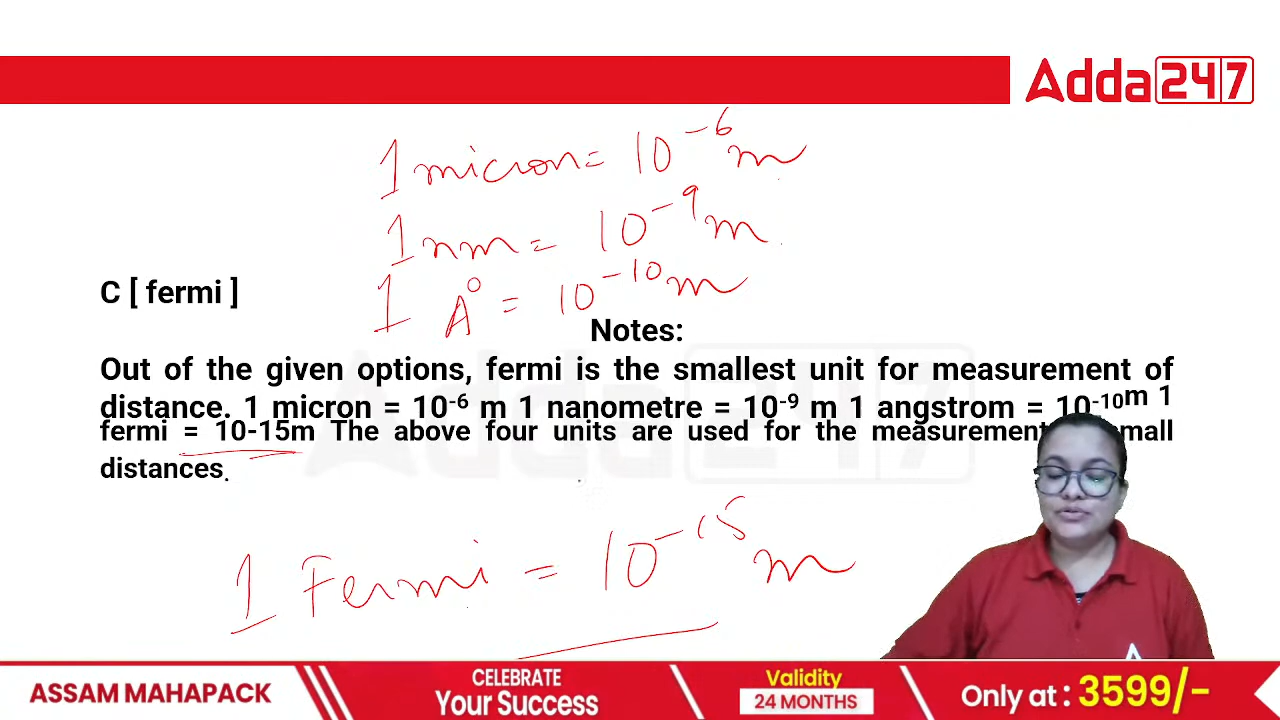 Adda247
1 micron = 10⁻⁶ m
1 nm = 10⁻⁹ m
1 A° = 10⁻¹⁰ m
C [ fermi ]
Notes:
Out of the given options, fermi is the smallest unit for measurement of
distance. 1 micron = 10⁻⁶ m 1 nanometre = 10⁻⁹ m 1 angstrom = 10⁻¹⁰m 1
fermi = 10-15m The above four units are used for the measurement small
distances.
1 Fermi = 10⁻¹⁵ m
ASSAM MAHAPACK
CELEBRATE
Your Success
Validity
24 MONTHS
Only at : 3599/-